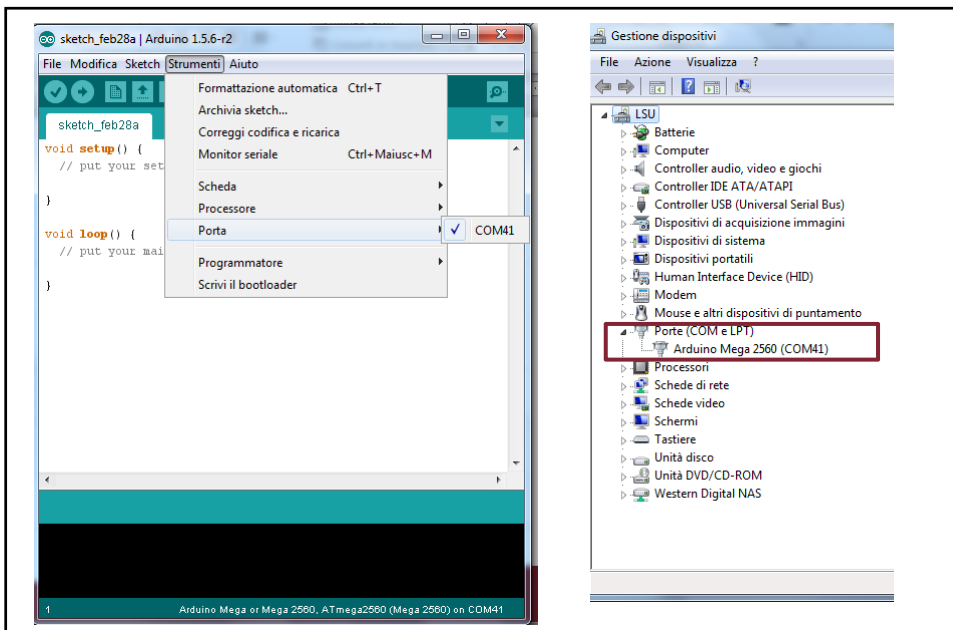 sketch_feb28a | Arduino 1.5.6-r2
File Modifica Sketch Strumenti Aiuto
Formattazione automatica Ctrl+T
Archivia sketch...
Correggi codifica e ricarica
Monitor seriale Ctrl+Maiusc+M
Scheda
Processore
Porta
COM41
Programmatore
Scrivi il bootloader
sketch_feb28a
void setup() {
// put your set
}
void loop() {
// put your mai
}
1
Arduino Mega or Mega 2560, ATmega2560 (Mega 2560) on COM41
Gestione dispositivi
File Azione Visualizza ?
LSU
Batterie
Computer
Controller audio, video e giochi
Controller IDE ATA/ATAPI
Controller USB (Universal Serial Bus)
Dispositivi di acquisizione immagini
Dispositivi di sistema
Dispositivi portatili
Human Interface Device (HID)
Modem
Mouse e altri dispositivi di puntamento
Porte (COM e LPT)
Arduino Mega 2560 (COM41)
Processori
Schede di rete
Schede video
Schermi
Tastiere
Unità disco
Unità DVD/CD-ROM
Western Digital NAS